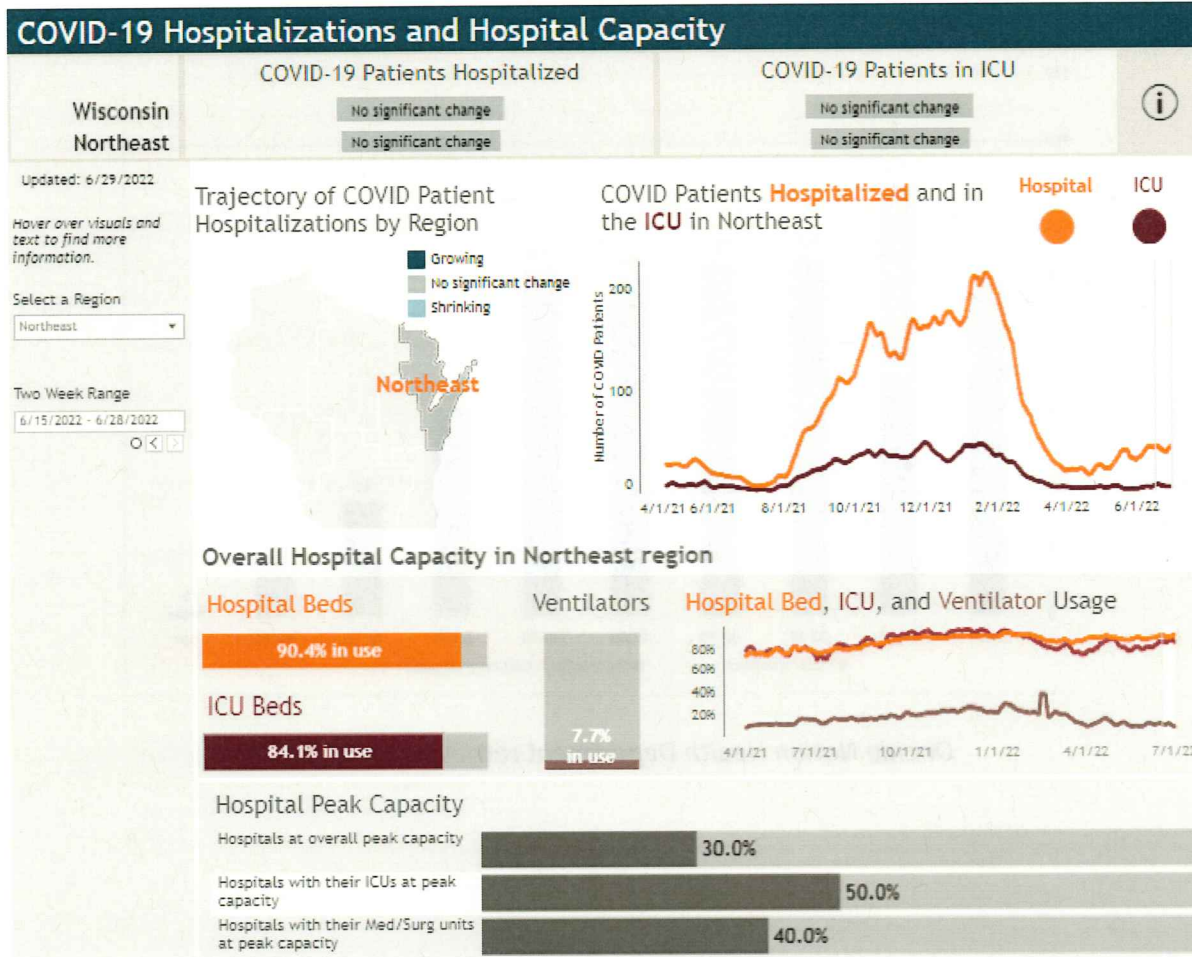 COVID-19 Hospitalizations and Hospital Capacity
COVID-19 Patients Hospitalized
COVID-19 Patients in ICU
Wisconsin
No significant change
No significant change
Northeast
No significant change
No significant change
Updated: 6/29/2022
Hover over visuals and
text to find more
information.
Select a Region
Northeast
Two Week Range
6/15/2022 - 6/28/2022
Trajectory of COVID Patient
Hospitalizations by Region
Growing
No significant change
Shrinking
Northeast
COVID Patients Hospitalized and in
the ICU in Northeast
Hospital
ICU
Number of COVID Patients
200
100
0
4/1/21 6/1/21 8/1/21 10/1/21 12/1/21 2/1/22 4/1/22 6/1/22
Overall Hospital Capacity in Northeast region
Hospital Beds
90.4% in use
ICU Beds
84.1% in use
Ventilators
7.7%
in use
Hospital Bed, ICU, and Ventilator Usage
80%
60%
40%
20%
4/1/21 7/1/21 10/1/21 1/1/22 4/1/22 7/1/22
Hospital Peak Capacity
Hospitals at overall peak capacity
30.0%
Hospitals with their ICUs at peak
capacity
50.0%
Hospitals with their Med/Surg units
at peak capacity
40.0%